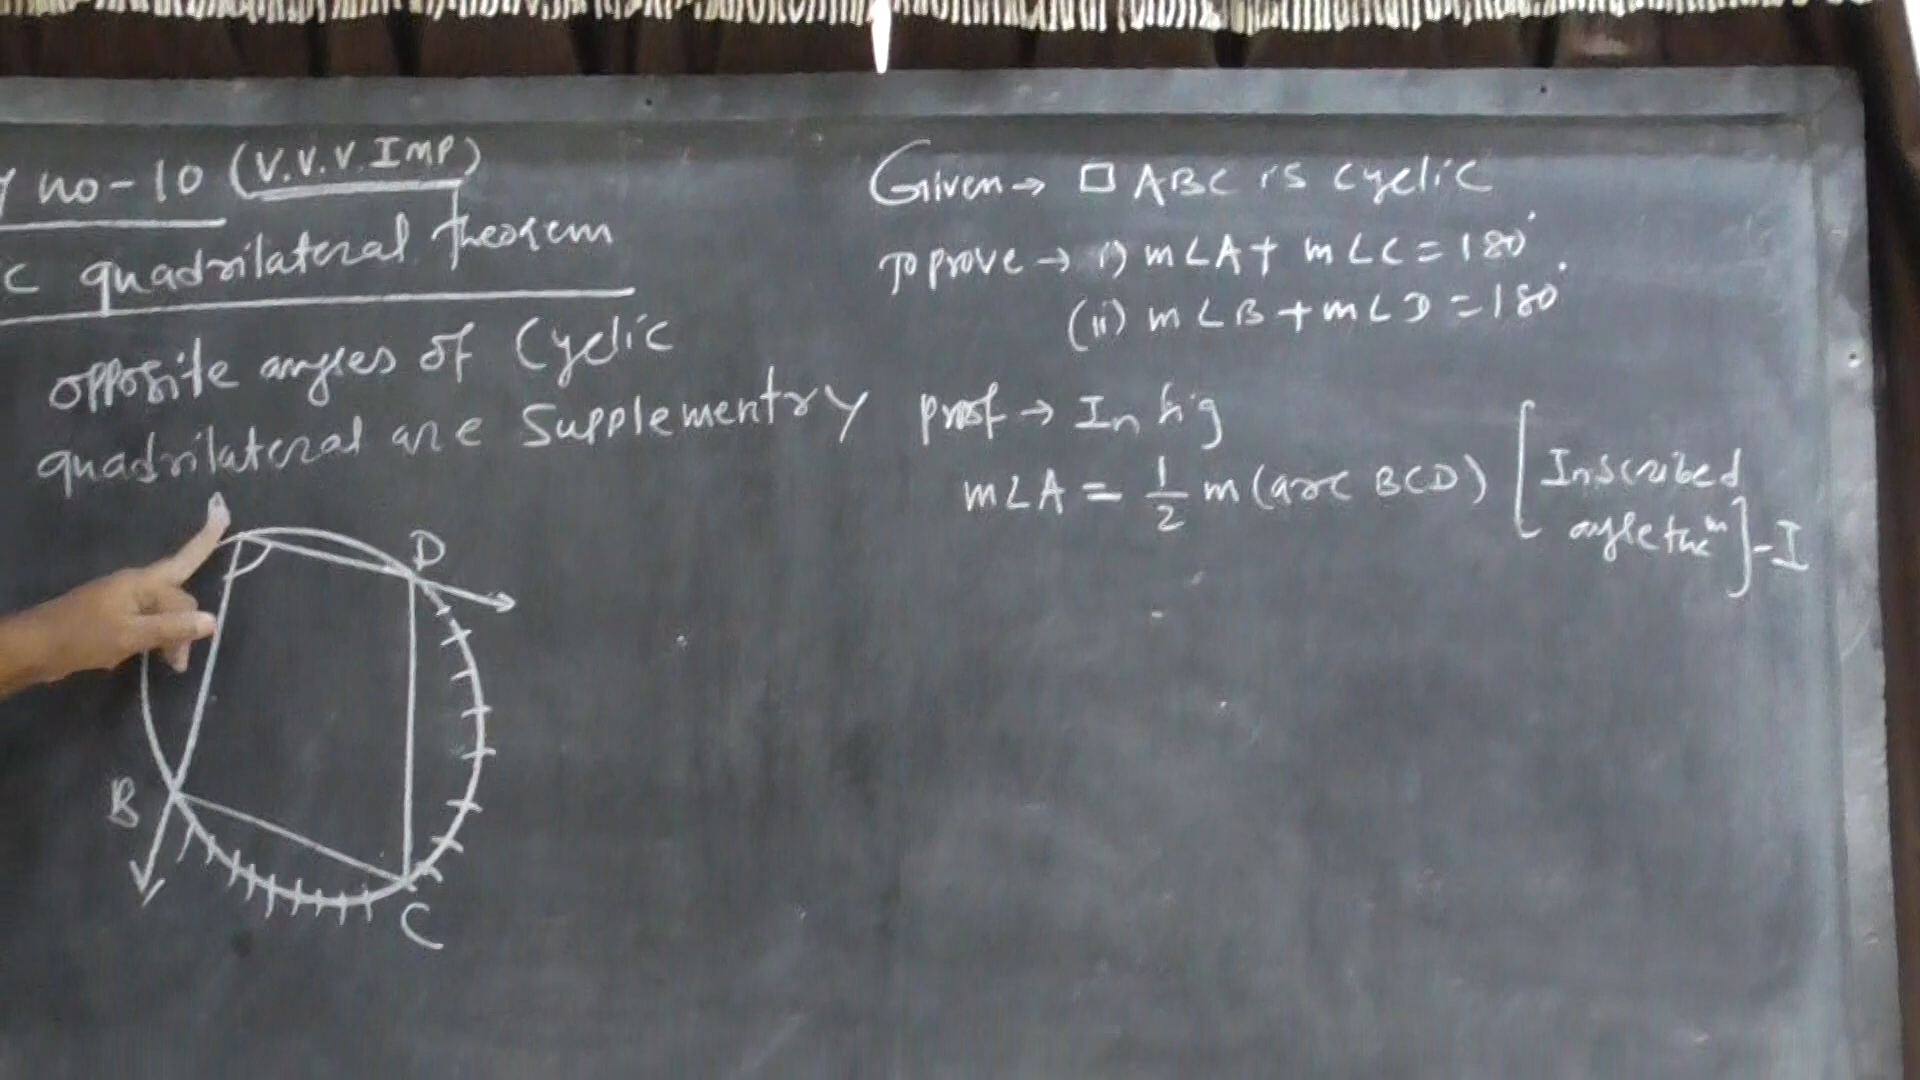 no-10 (V.V.V.IMP)
C quadrilateral theorem
opposite angles of Cyclic
quadrilateral are Supplementry
D
B
C
Given → □ ABC is cyclic
To prove → i) m∠A + m∠C = 180°.
(ii) m∠B + m∠D = 180°
proof → In fig
m∠A = 1/2 m (arc BCD) [Inscribed
angle the^m] - I